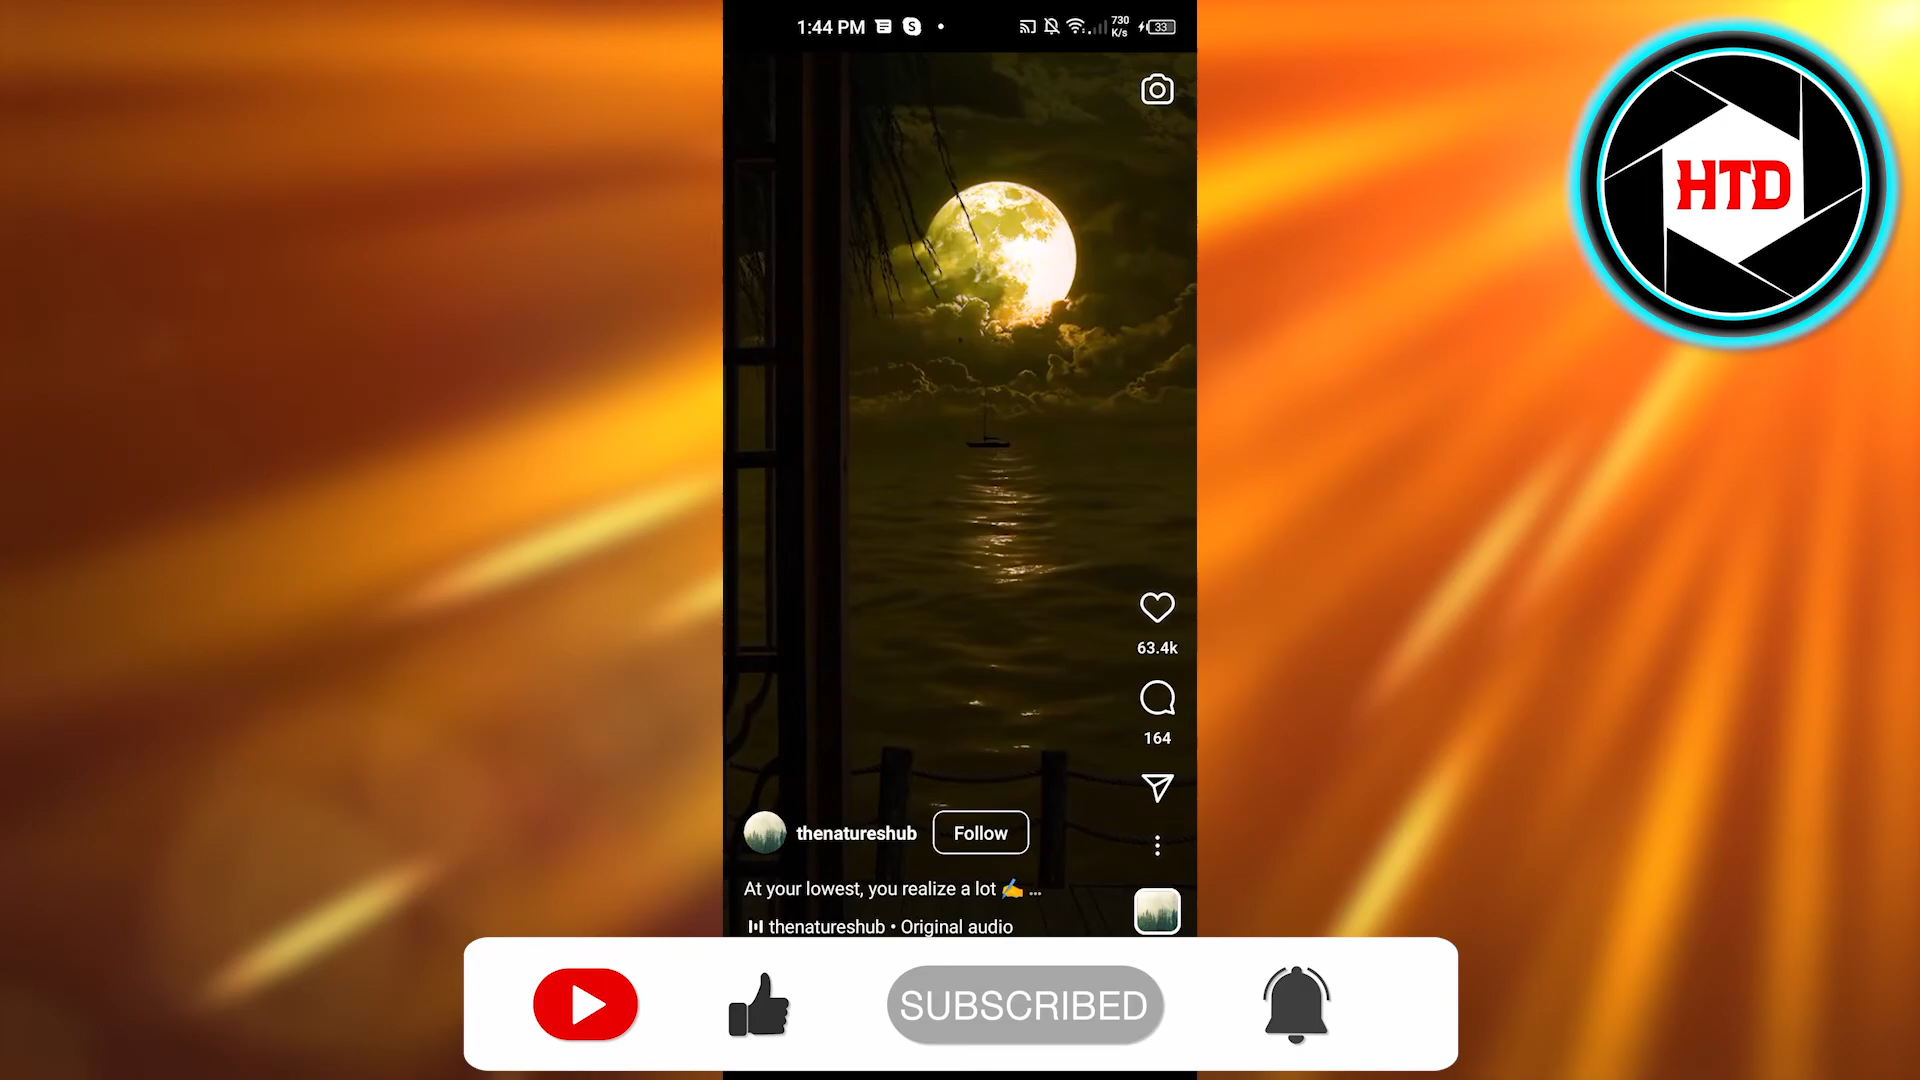 1:44 PM
730
K/s
33
HTD
63.4k
164
thenatureshub
Follow
At your lowest, you realize a lot ✍️ ...
thenatureshub • Original audio
SUBSCRIBED